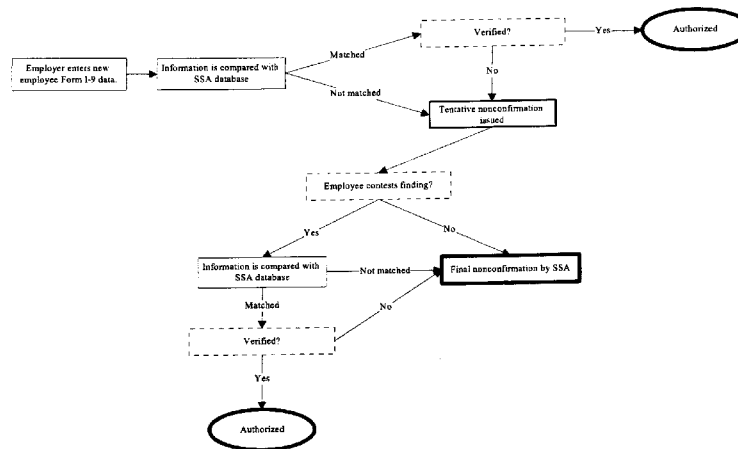 Verified?
Yes
Authorized
Matched
Employer enters new
employee Form I-9 data.
Information is compared with
SSA database
No
Not matched
Tentative nonconfirmation
issued
Employee contests finding?
Yes
No
Information is compared with
SSA database
Not matched
Final nonconfirmation by SSA
Matched
No
Verified?
Yes
Authorized